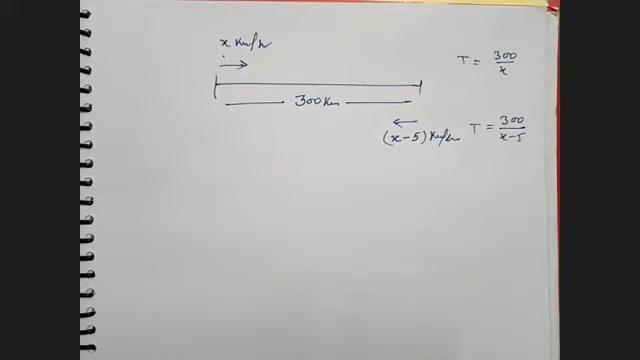 x Km/h
T = 300/x
300 Km
(x-5) Km/h T = 300/x-5